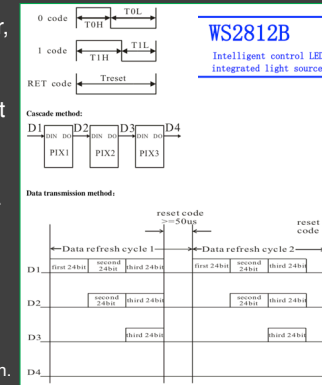 r,
t
n.
WS2812B
Intelligent control LED
integrated light source
0 code
T0H
T0L
1 code
T1H
T1L
RET code
Treset
Cascade method:
D1
D2
D3
D4
DIN DO
DIN DO
DIN DO
PIX1
PIX2
PIX3
Data transmission method:
reset code
>=50us
reset
code
Data refresh cycle 1
Data refresh cycle 2
D1
first 24bit
second 24bit
third 24bit
first 24bit
second 24bit
third 24bit
D2
second 24bit
third 24bit
second 24bit
third 24bit
D3
third 24bit
third 24bit
D4